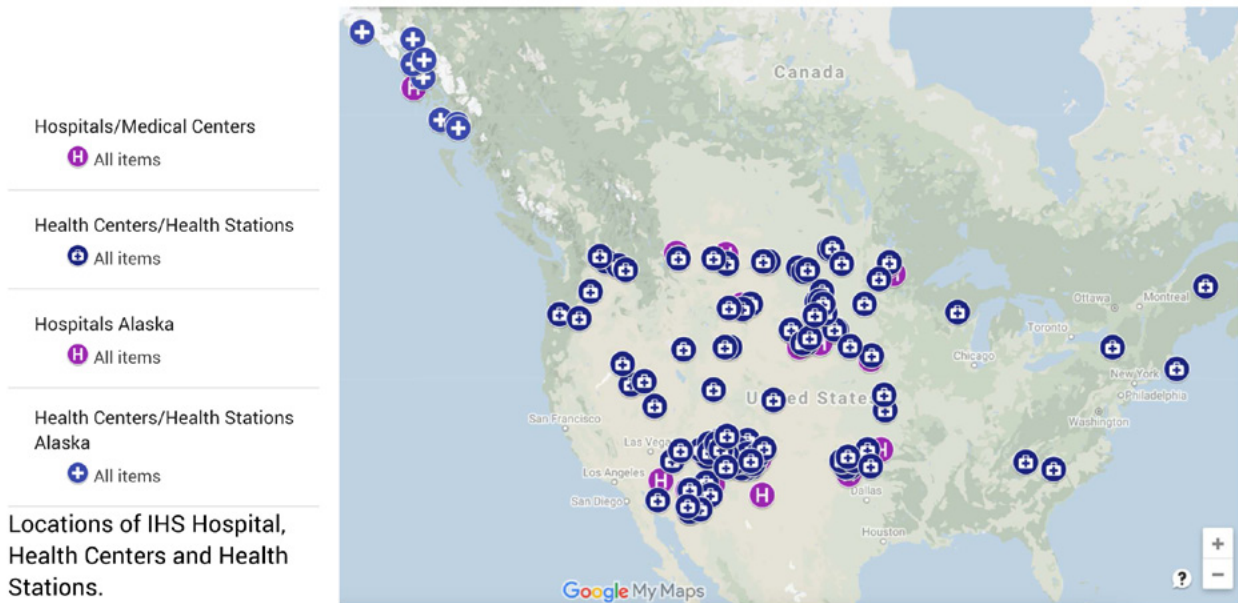 Hospitals/Medical Centers
H All items
Health Centers/Health Stations
All items
Hospitals Alaska
H All items
Health Centers/Health Stations
Alaska
All items
Locations of IHS Hospital,
Health Centers and Health
Stations.
Canada
Ottawa
Montreal
Toronto
Chicago
New York
Philadelphia
United States
Washington
San Francisco
Las Vegas
Los Angeles
San Diego
Dallas
Houston
H
H
Google My Maps
+
−
?